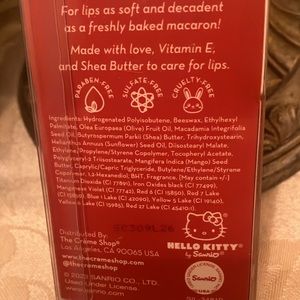 For lips as soft and decadent
as a freshly baked macaron!
Made with love, Vitamin E,
and Shea Butter to care for lips.
PARABEN-FREE
SULFATE-FREE
CRUELTY-FREE
Ingredients: Hydrogenated Polyisobutene, Beeswax, Ethylhexyl
Palmitate, Olea Europaea (Olive) Fruit Oil, Macadamia Integrifolia
Seed Oil, Butyrospermum Parkii (Shea) Butter, Trihydroxystearin,
Helianthus Annuus (Sunflower) Seed Oil, Diisostearyl Malate,
Ethylene/Propylene/Styrene Copolymer, Tocopheryl Acetate,
Polyglyceryl-2 Triisostearate, Mangifera Indica (Mango) Seed
Butter, Caprylic/Capric Triglyceride, Butylene/Ethylene/Styrene
Copolymer, 1,2-Hexanediol, BHT, Fragrance, [May contain +/-]
Titanium Dioxide (CI 77891), Iron Oxides black (CI 77499),
Manganese Violet (CI 77742), Red 6 (CI 15850), Red 7 Lake
(CI 15850), Blue 1 Lake (CI 42090), Yellow 5 Lake (CI 19140),
Yellow 6 Lake (CI 15985), Red 27 Lake (CI 45410:1)
Distributed By:
The Crème Shop®
Los Angeles, CA 90065 USA
thecremeshop.com
@thecremeshop
HELLO KITTY®
by Sanrio
SANRIO